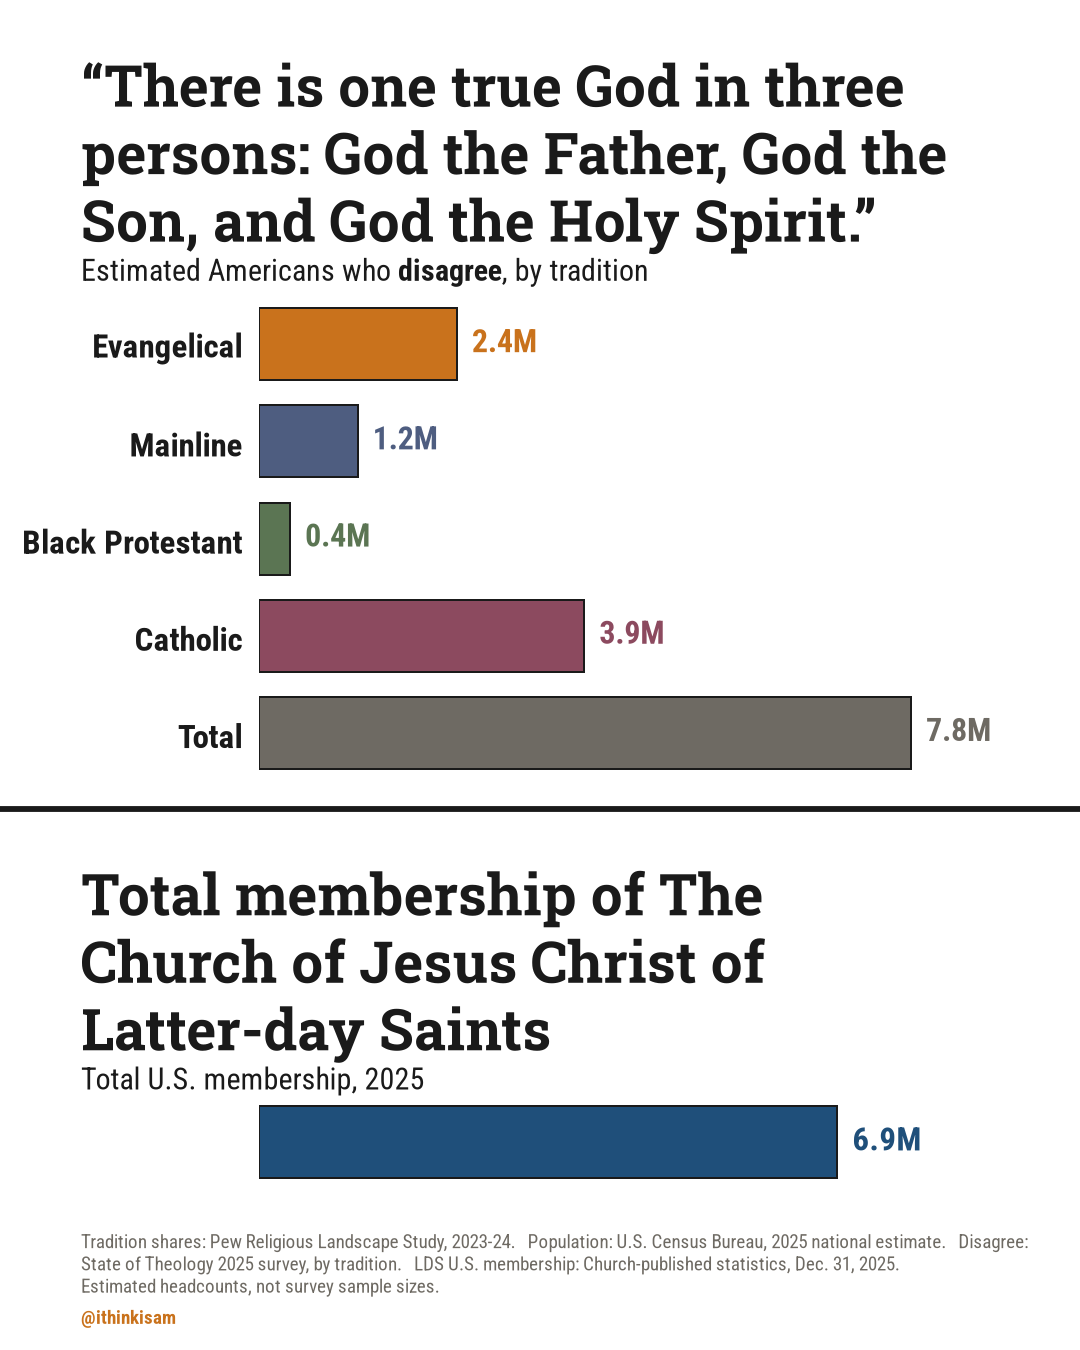 “There is one true God in three
persons: God the Father, God the
Son, and God the Holy Spirit.”
Estimated Americans who disagree, by tradition
Evangelical 2.4M
Mainline 1.2M
Black Protestant 0.4M
Catholic 3.9M
Total 7.8M
Total membership of The
Church of Jesus Christ of
Latter-day Saints
Total U.S. membership, 2025
6.9M
Tradition shares: Pew Religious Landscape Study, 2023-24. Population: U.S. Census Bureau, 2025 national estimate. Disagree:
State of Theology 2025 survey, by tradition. LDS U.S. membership: Church-published statistics, Dec. 31, 2025.
Estimated headcounts, not survey sample sizes.
@ithinkisam